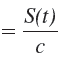 = S(t)/c